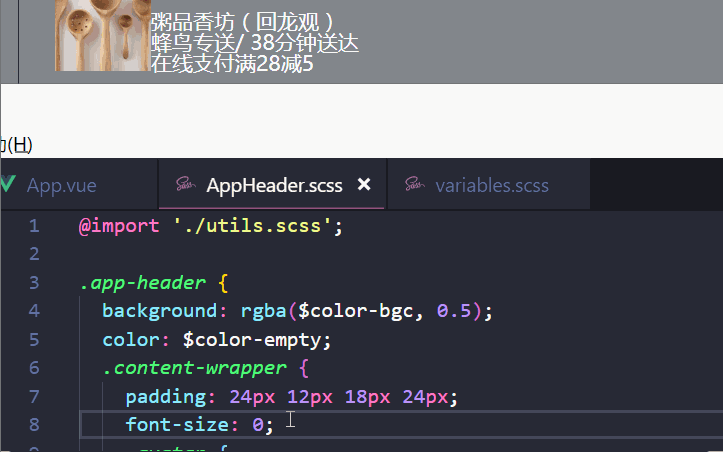 粥品香坊（回龙观）
蜂鸟专送/ 38分钟送达
在线支付满28减5
(H)
App.vue
AppHeader.scss
variables.scss
1 @import './utils.scss';
2
3 .app-header {
4 background: rgba($color-bgc, 0.5);
5 color: $color-empty;
6 .content-wrapper {
7 padding: 24px 12px 18px 24px;
8 font-size: 0;